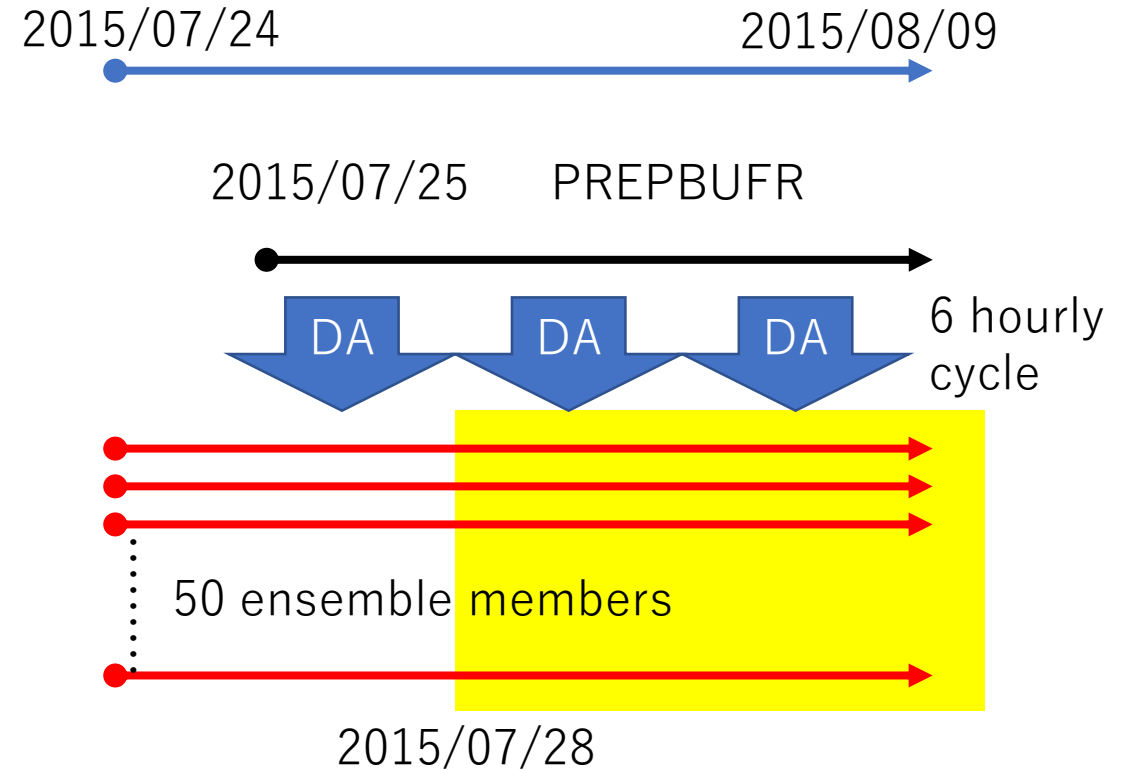 2015/07/24
2015/08/09
2015/07/25
PREPBUFR
DA
DA
DA
6 hourly
cycle
50 ensemble members
2015/07/28